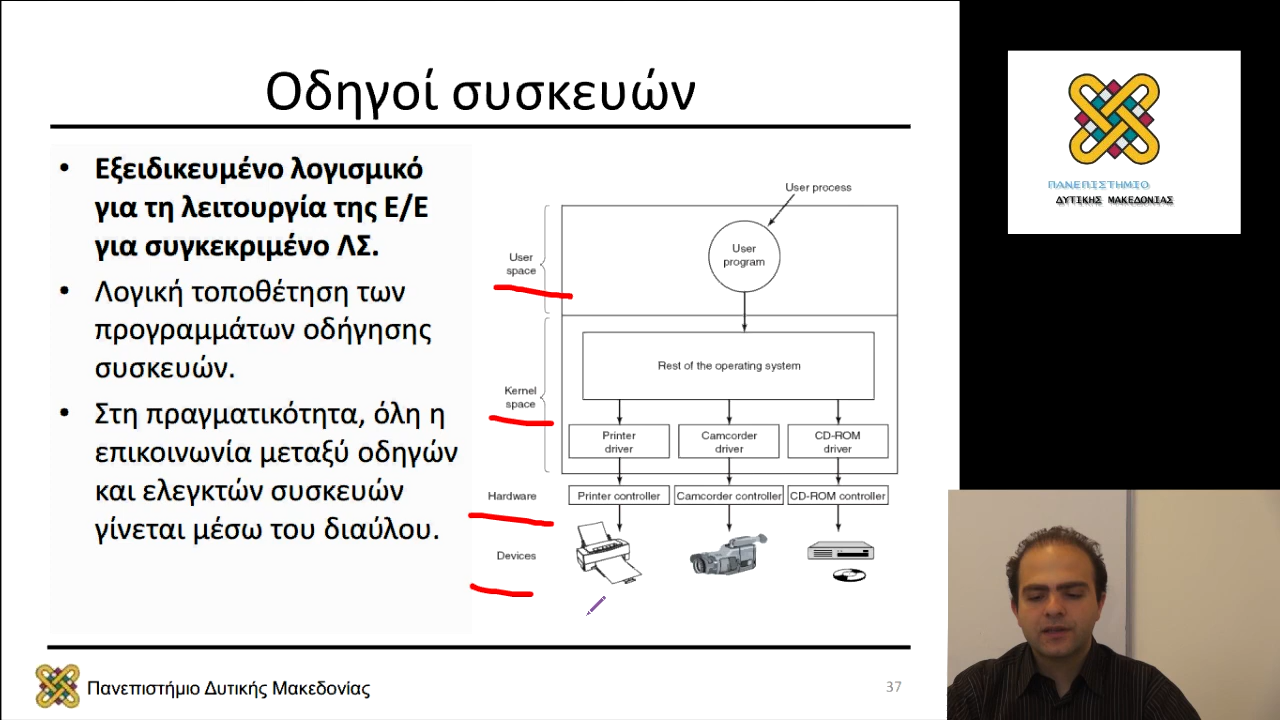 Οδηγοί συσκευών
• Εξειδικευμένο λογισμικό
για τη λειτουργία της Ε/Ε
για συγκεκριμένο ΛΣ.
• Λογική τοποθέτηση των
προγραμμάτων οδήγησης
συσκευών.
• Στη πραγματικότητα, όλη η
επικοινωνία μεταξύ οδηγών
και ελεγκτών συσκευών
γίνεται μέσω του διαύλου.
User process
User
space
User
program
Kernel
space
Rest of the operating system
Printer
driver
Camcorder
driver
CD-ROM
driver
Hardware
Printer controller
Camcorder controller
CD-ROM controller
Devices
Πανεπιστήμιο Δυτικής Μακεδονίας
37
ΠΑΝΕΠΙΣΤΗΜΙΟ
ΔΥΤΙΚΗΣ ΜΑΚΕΔΟΝΙΑΣ